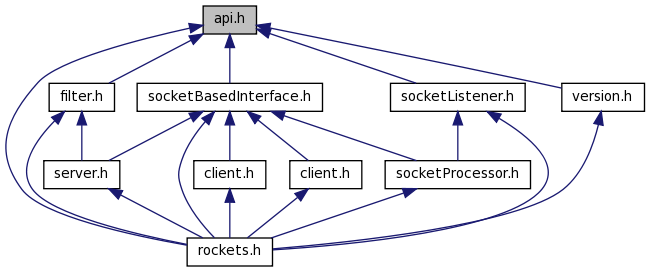 api.h
filter.h
socketBasedInterface.h
socketListener.h
version.h
server.h
client.h
client.h
socketProcessor.h
rockets.h